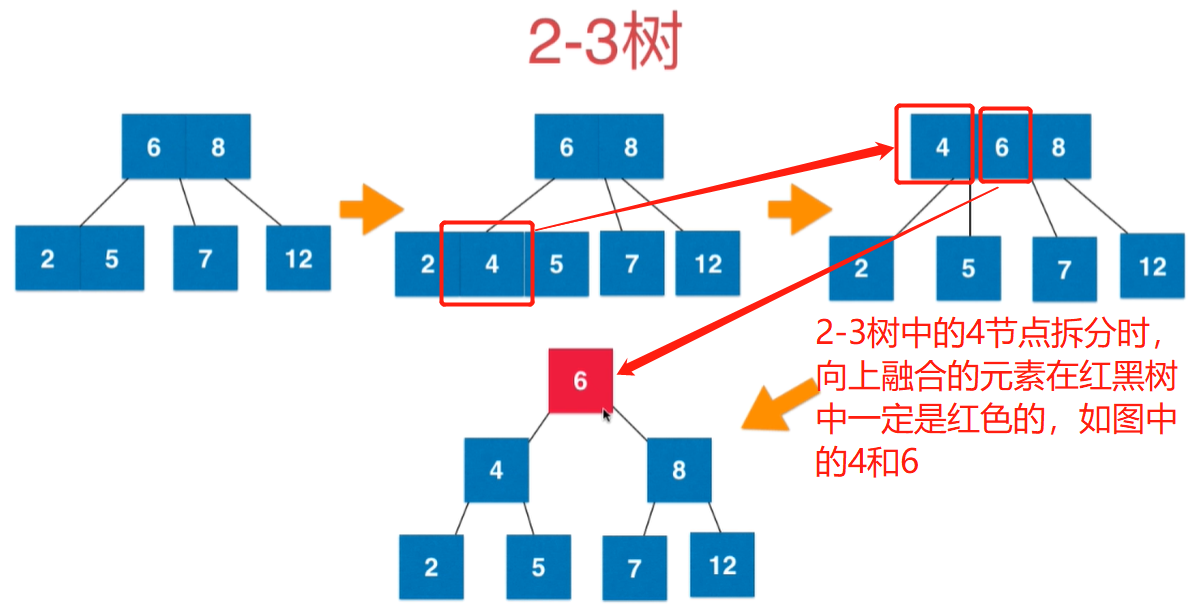 2-3树
6 8
6 8
4 6 8
2 5 7 12
2 4 5 7 12
2 5 7 12
2-3树中的4节点拆分时，
向上融合的元素在红黑树
中一定是红色的，如图中
的4和6
6
4 8
2 5 7 12